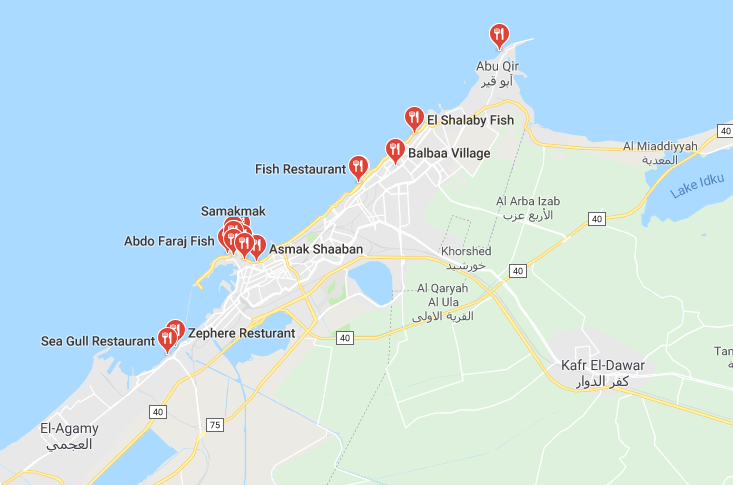 Abu Qir
أبو قير
El Shalaby Fish
40
Balbaa Village
Al Miaddiyyah
المعدية
Fish Restaurant
Lake Idku
Al Arba Izab
الأربع عزب
Samakmak
40
Abdo Faraj Fish
Asmak Shaaban
Khorshed
خورشيد
40
Al Qaryah
Al Ula
القرية الاولى
Sea Gull Restaurant
Zephere Resturant
40
Kafr El-Dawar
كفر الدوار
40
75
El-Agamy
العجمي